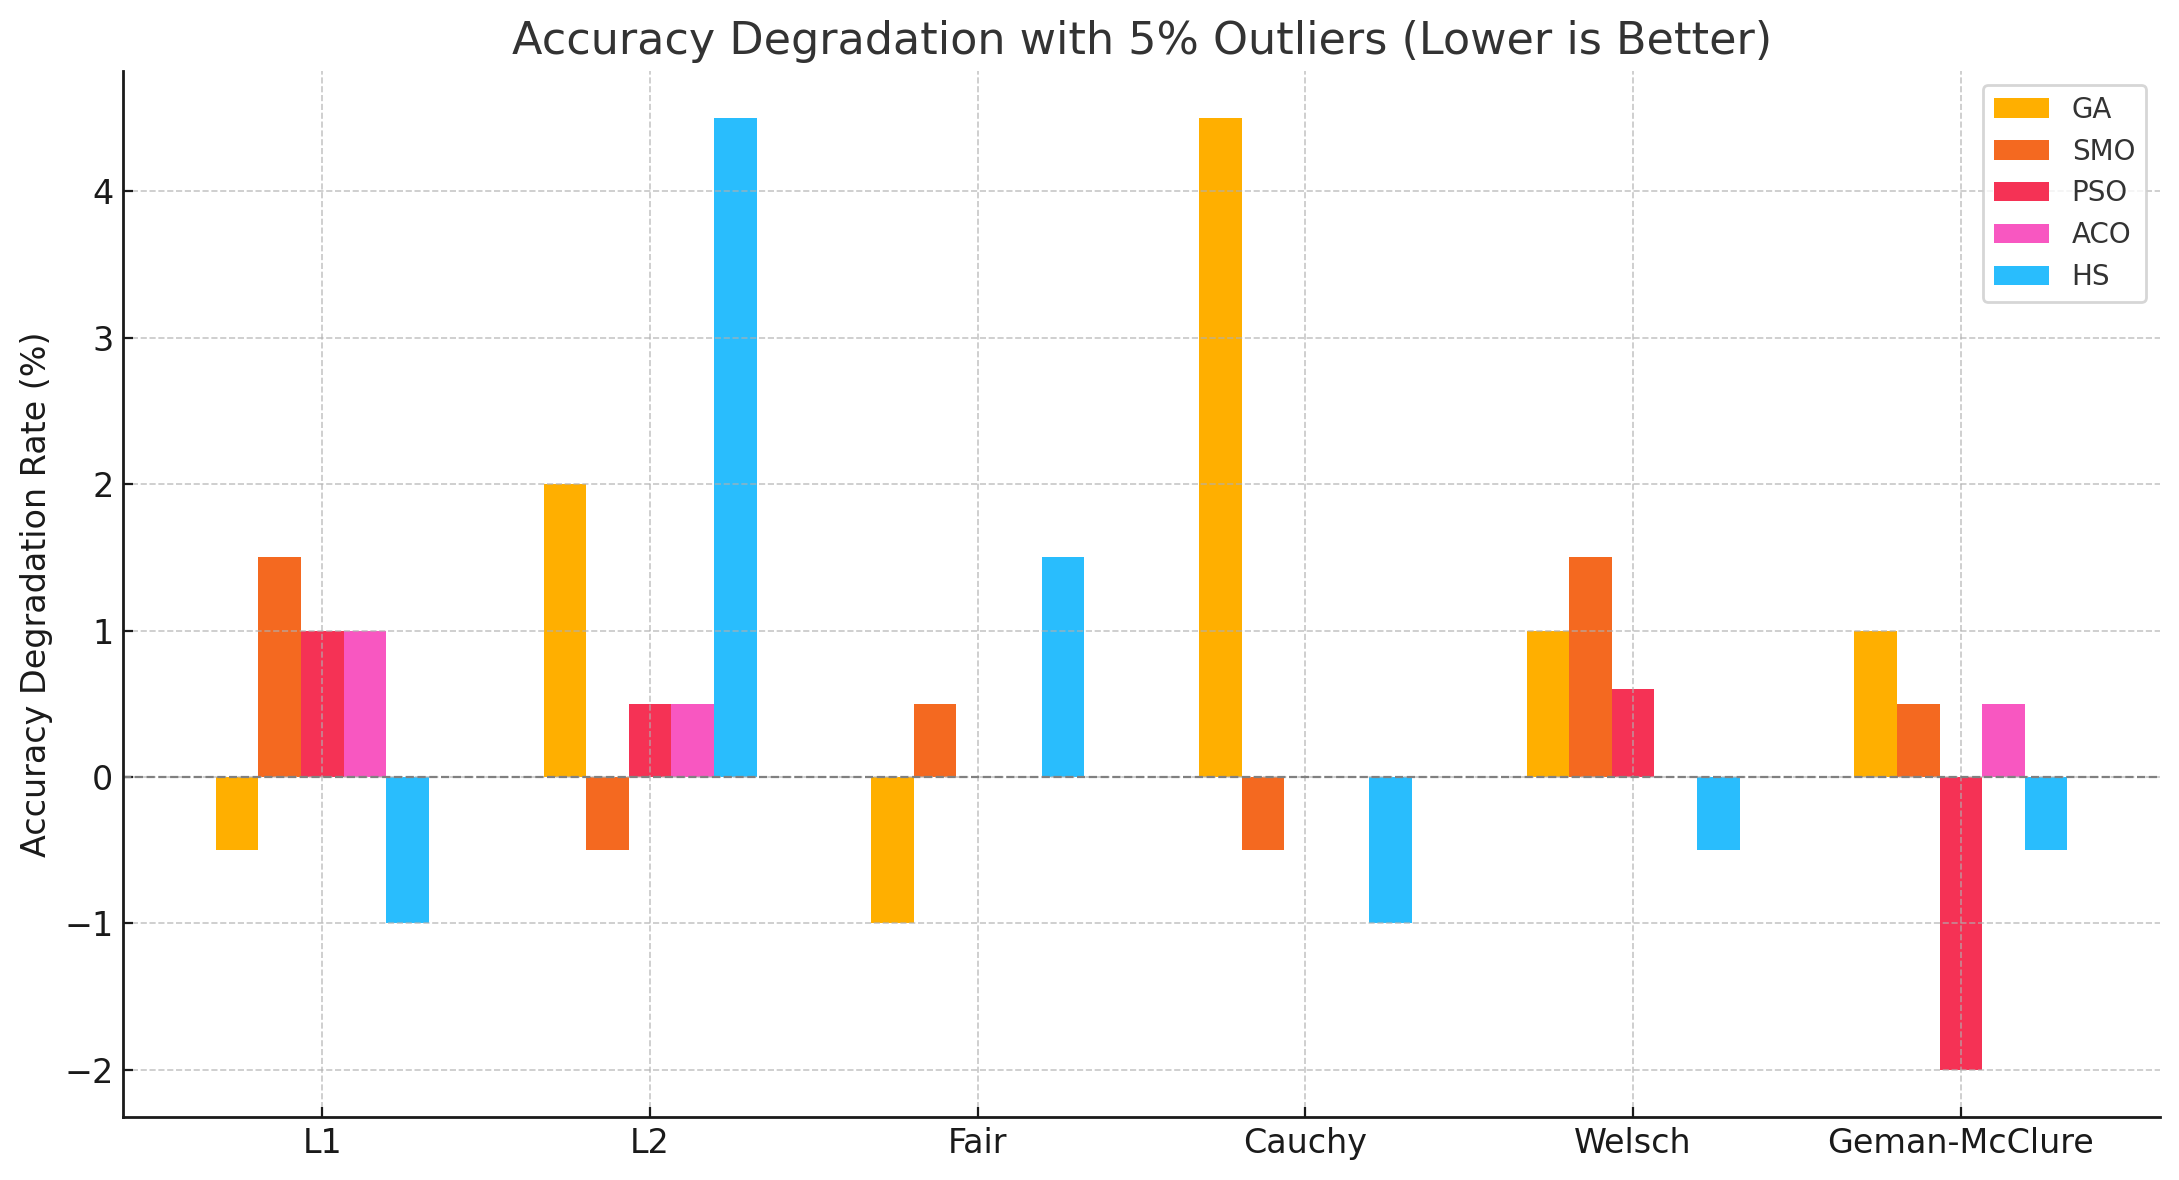 Accuracy Degradation with 5% Outliers (Lower is Better)
GA
SMO
PSO
ACO
HS
Accuracy Degradation Rate (%)
4
3
2
1
0
−1
−2
L1
L2
Fair
Cauchy
Welsch
Geman-McClure